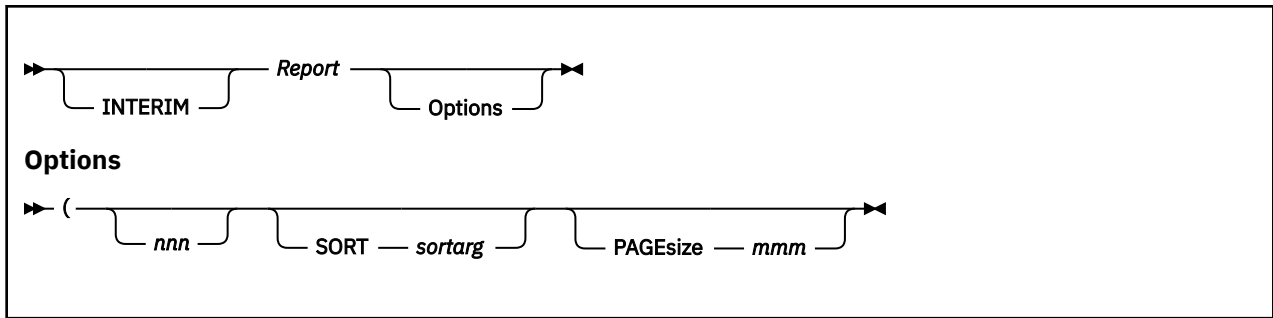 Report
INTERIM Options
Options
(
nnn SORT sortarg PAGEsize mmm